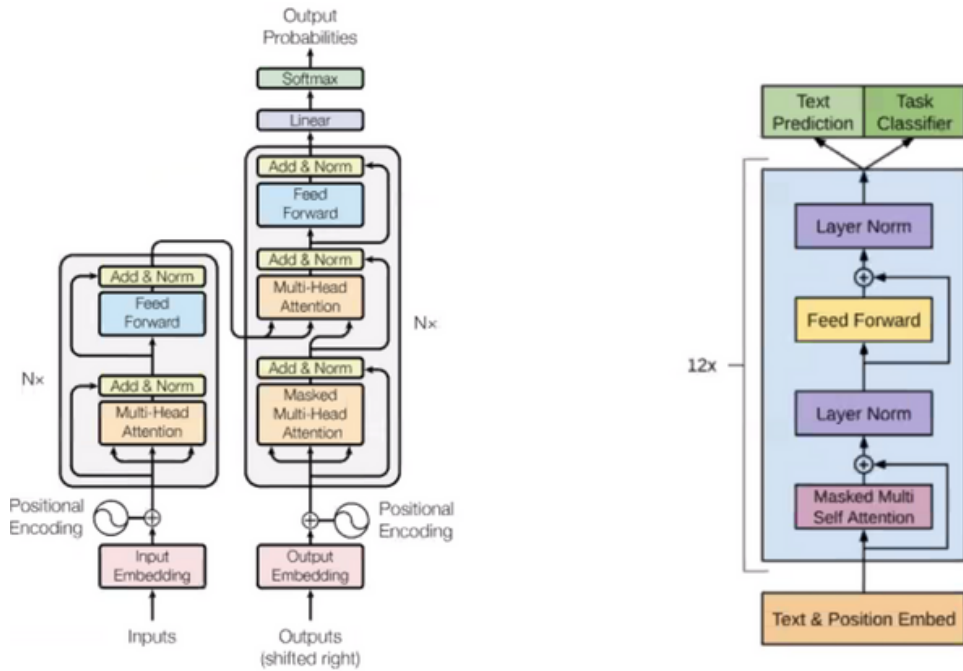 Output
Probabilities
Softmax
Linear
Add & Norm
Feed
Forward
Add & Norm
Multi-Head
Attention
Add & Norm
Masked
Multi-Head
Attention
N×
Add & Norm
Feed
Forward
Add & Norm
Multi-Head
Attention
N×
Positional
Encoding
Positional
Encoding
Input
Embedding
Output
Embedding
Inputs
Outputs
(shifted right)
Text
Prediction
Task
Classifier
Layer Norm
Feed Forward
12x
Layer Norm
Masked Multi
Self Attention
Text & Position Embed